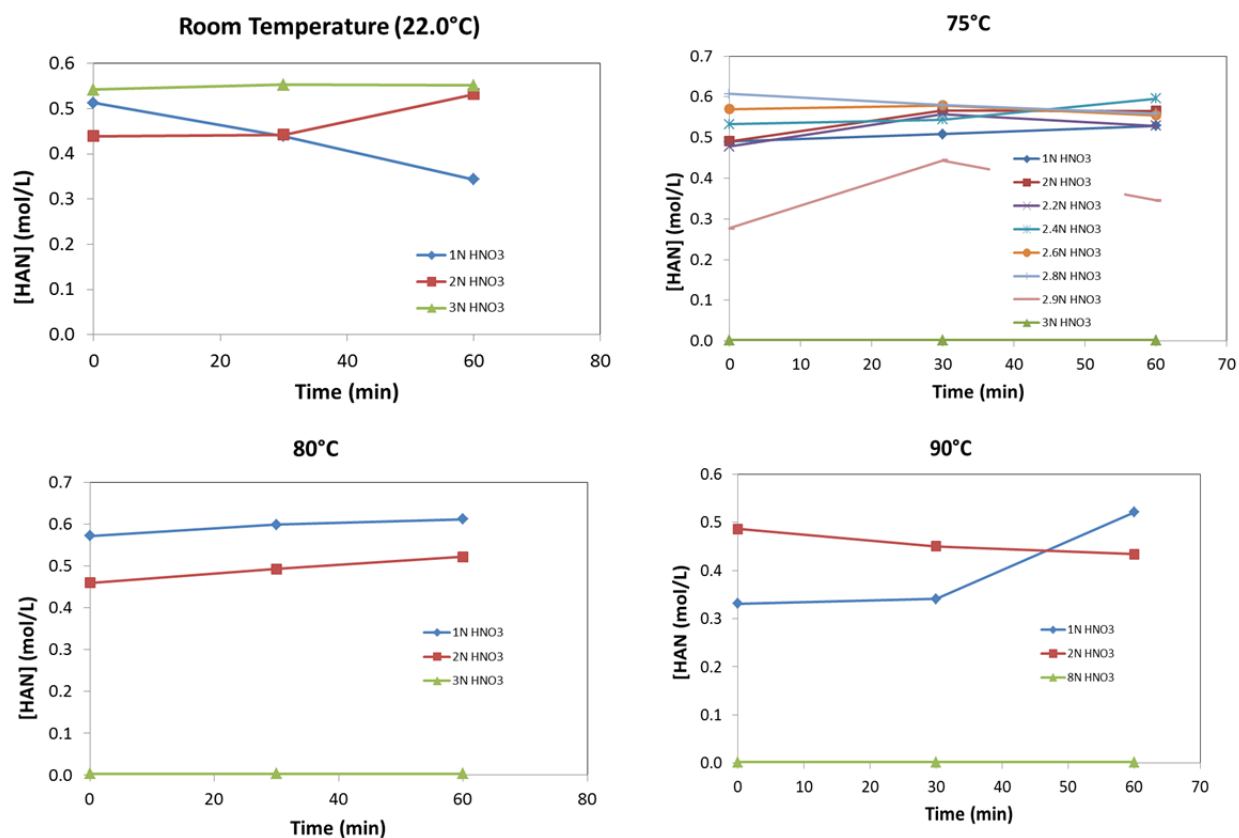 Room Temperature (22.0°C)
0.6
0.5
0.4
0.3
0.2
0.1
0.0
[HAN] (mol/L)
1N HNO3
2N HNO3
3N HNO3
0 20 40 60 80
Time (min)
75°C
0.7
0.6
0.5
0.4
0.3
0.2
0.1
0.0
[HAN] (mol/L)
1N HNO3
2N HNO3
2.2N HNO3
2.4N HNO3
2.6N HNO3
2.8N HNO3
2.9N HNO3
3N HNO3
0 10 20 30 40 50 60 70
Time (min)
80°C
0.7
0.6
0.5
0.4
0.3
0.2
0.1
0.0
[HAN] (mol/L)
1N HNO3
2N HNO3
3N HNO3
0 20 40 60 80
Time (min)
90°C
0.6
0.5
0.4
0.3
0.2
0.1
0.0
[HAN (mol/L)
1N HNO3
2N HNO3
8N HNO3
0 10 20 30 40 50 60 70
Time (min)